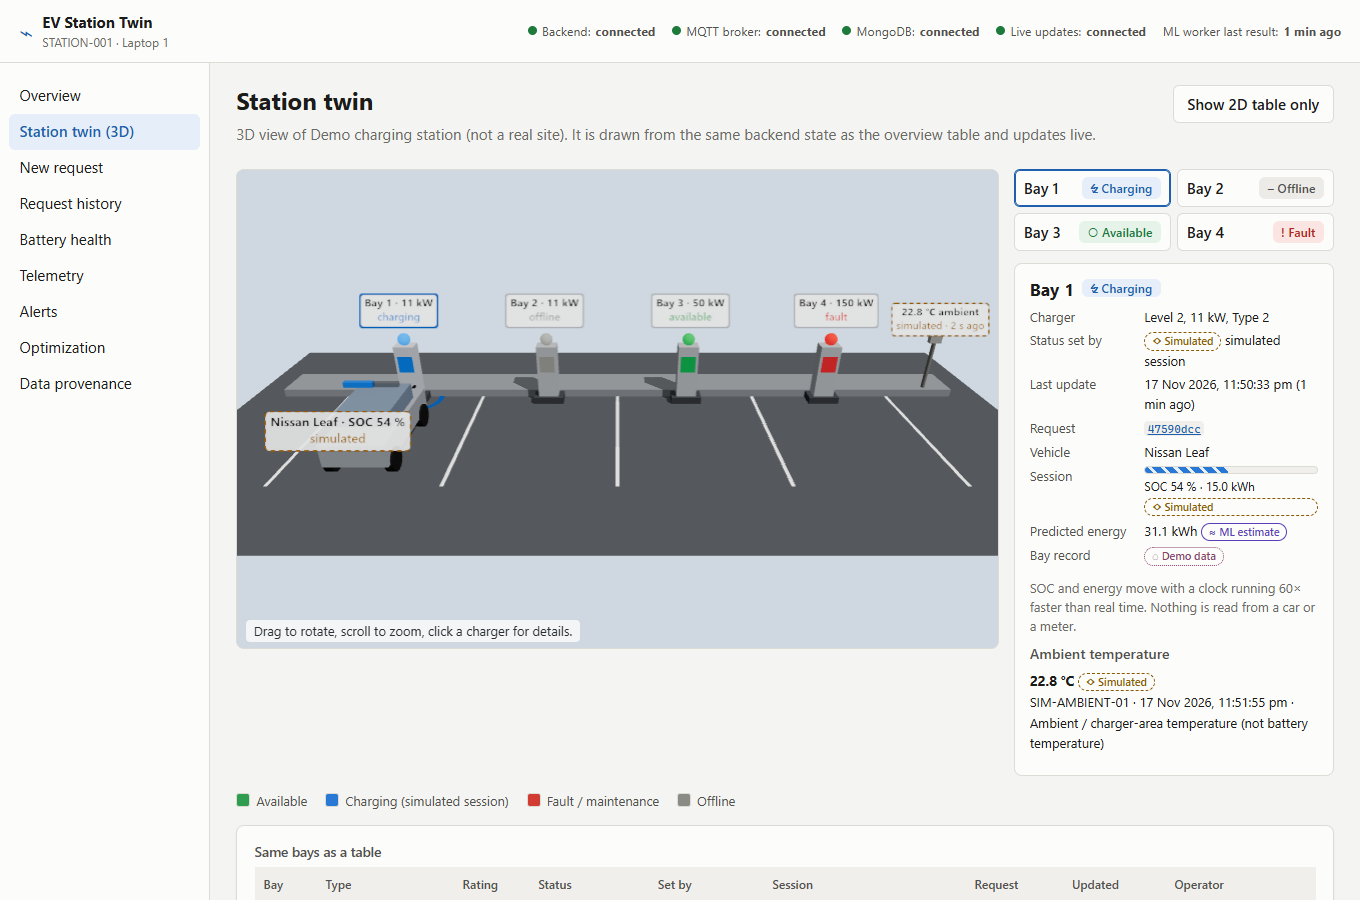 EV Station Twin
STATION-001 · Laptop 1
Backend: connected
MQTT broker: connected
MongoDB: connected
Live updates: connected
ML worker last result: 1 min ago
Overview
Station twin (3D)
New request
Request history
Battery health
Telemetry
Alerts
Optimization
Data provenance
Station twin
3D view of Demo charging station (not a real site). It is drawn from the same backend state as the overview table and updates live.
Show 2D table only
Bay 1 · 11 kW
charging
Bay 2 · 11 kW
offline
Bay 3 · 50 kW
available
Bay 4 · 150 kW
fault
22.8 °C ambient
simulated · 2 s ago
Nissan Leaf · SOC 54 %
simulated
Drag to rotate, scroll to zoom, click a charger for details.
Bay 1 Charging
Bay 2 – Offline
Bay 3 Available
Bay 4 ! Fault
Bay 1 Charging
Charger Level 2, 11 kW, Type 2
Status set by Simulated simulated
session
Last update 17 Nov 2026, 11:50:33 pm (1
min ago)
Request 47590dcc
Vehicle Nissan Leaf
Session
SOC 54 % · 15.0 kWh
Simulated
Predicted energy 31.1 kWh ≈ ML estimate
Bay record Demo data
SOC and energy move with a clock running 60×
faster than real time. Nothing is read from a car or
a meter.
Ambient temperature
22.8 °C Simulated
SIM-AMBIENT-01 · 17 Nov 2026, 11:51:55 pm ·
Ambient / charger-area temperature (not battery
temperature)
Available
Charging (simulated session)
Fault / maintenance
Offline
Same bays as a table
Bay Type Rating Status Set by Session Request Updated Operator